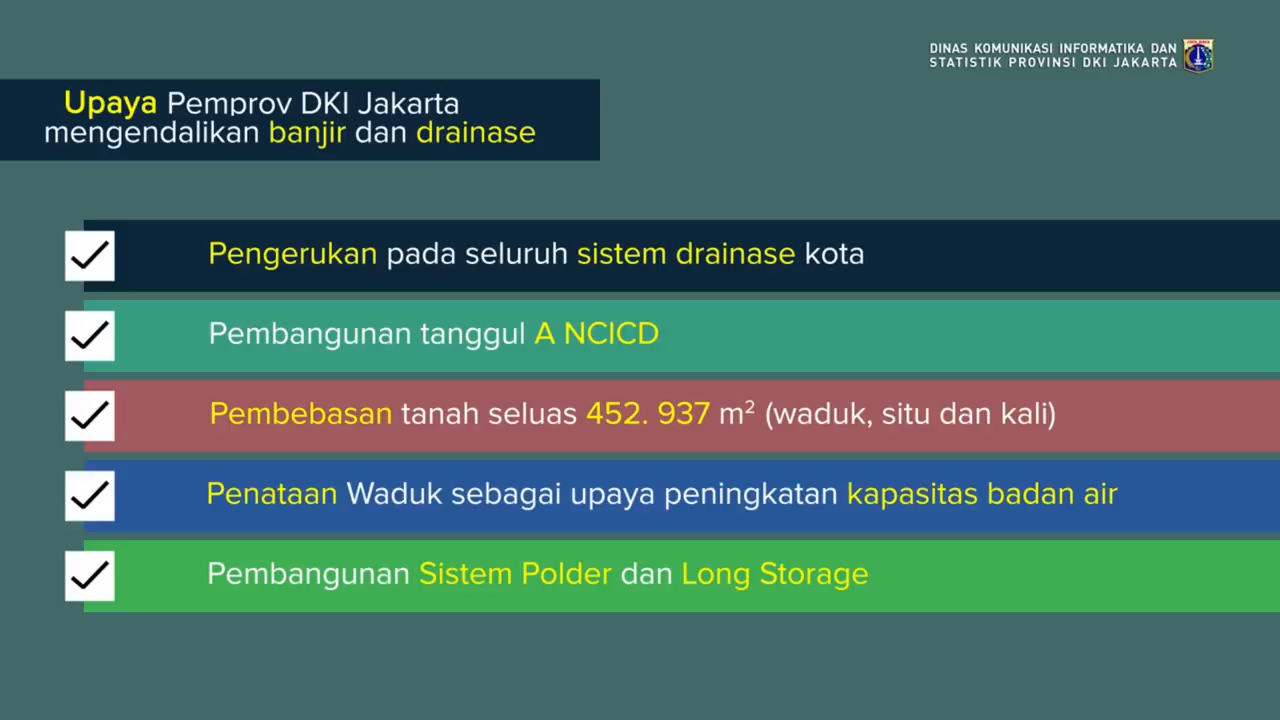 DINAS KOMUNIKASI INFORMATIKA DAN
STATISTIK PROVINSI DKI JAKARTA
Upaya Pemprov DKI Jakarta
mengendalikan banjir dan drainase
Pengerukan pada seluruh sistem drainase kota
Pembangunan tanggul A NCICD
Pembebasan tanah seluas 452. 937 m² (waduk, situ dan kali)
Penataan Waduk sebagai upaya peningkatan kapasitas badan air
Pembangunan Sistem Polder dan Long Storage